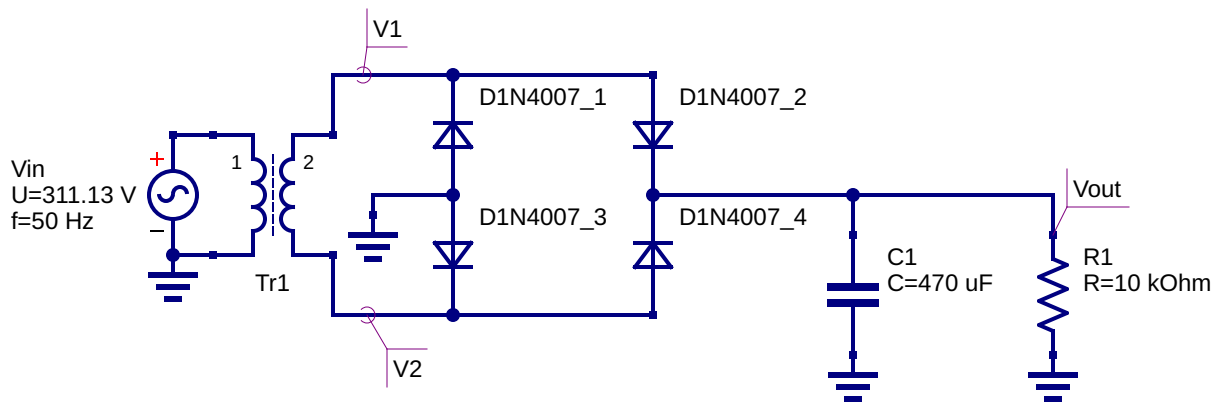 V1
D1N4007_1
D1N4007_2
1
2
+
Vin
U=311.13 V
f=50 Hz
−
Tr1
D1N4007_3
D1N4007_4
Vout
C1
C=470 uF
R1
R=10 kOhm
V2